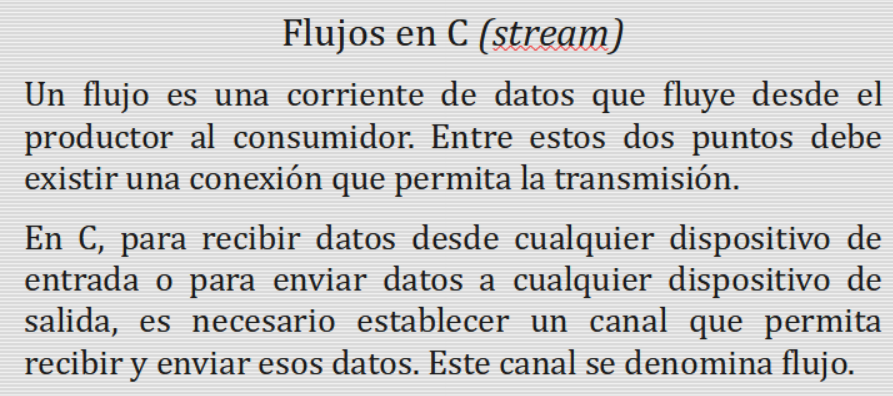 Flujos en C (stream)
Un flujo es una corriente de datos que fluye desde el
productor al consumidor. Entre estos dos puntos debe
existir una conexión que permita la transmisión.
En C, para recibir datos desde cualquier dispositivo de
entrada o para enviar datos a cualquier dispositivo de
salida, es necesario establecer un canal que permita
recibir y enviar esos datos. Este canal se denomina flujo.